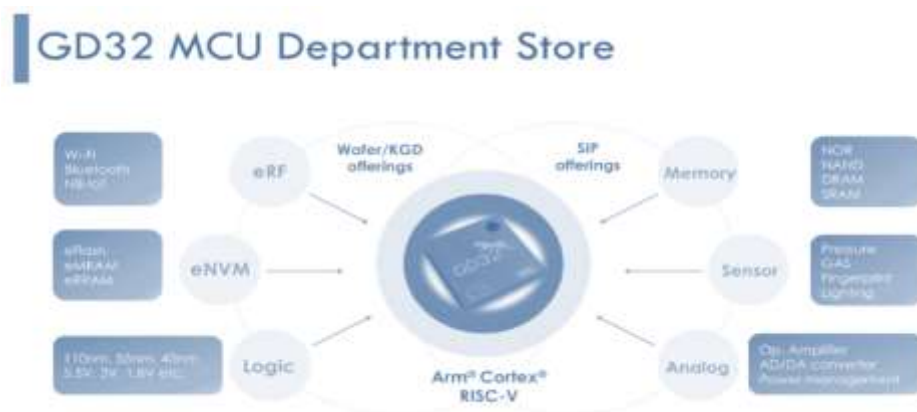 GD32 MCU Department Store
Wafer/KGD
offerings
SIP
offerings
Wi-Fi
Bluetooth
NB-IoT
eRF
Memory
NOR
NAND
DRAM
SRAM
eFlash
eMRAM
eRRAM
eNVM
GD32
Sensor
Pressure
GAS
Fingerprint
Lighting
110nm, 55nm, 40nm
5.5V, 3V, 1.8V etc.
Logic
Arm® Cortex®
RISC-V
Analog
Op. Amplifier
AD/DA converter
Power management